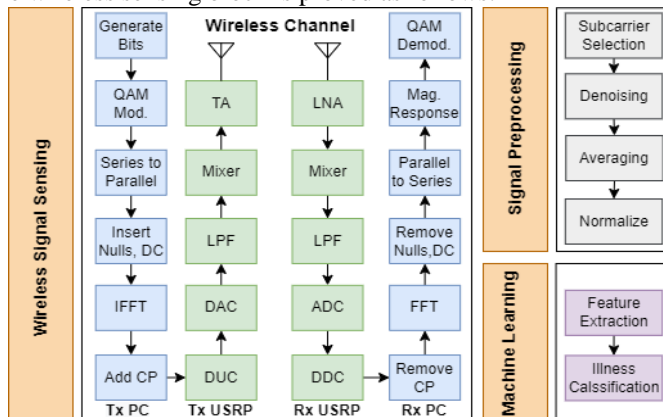 Wireless Signal Sensing
Wireless Channel
Generate
Bits
QAM
Mod.
Series to
Parallel
Insert
Nulls, DC
IFFT
Add CP
Tx PC
TA
Mixer
LPF
DAC
DUC
Tx USRP
LNA
Mixer
LPF
ADC
DDC
Rx USRP
QAM
Demod.
Mag.
Response
Parallel
to Series
Remove
Nulls,DC
FFT
Remove
CP
Rx PC
Signal Preprocessing
Subcarrier
Selection
Denoising
Averaging
Normalize
Machine Learning
Feature
Extraction
Illness
Calssification